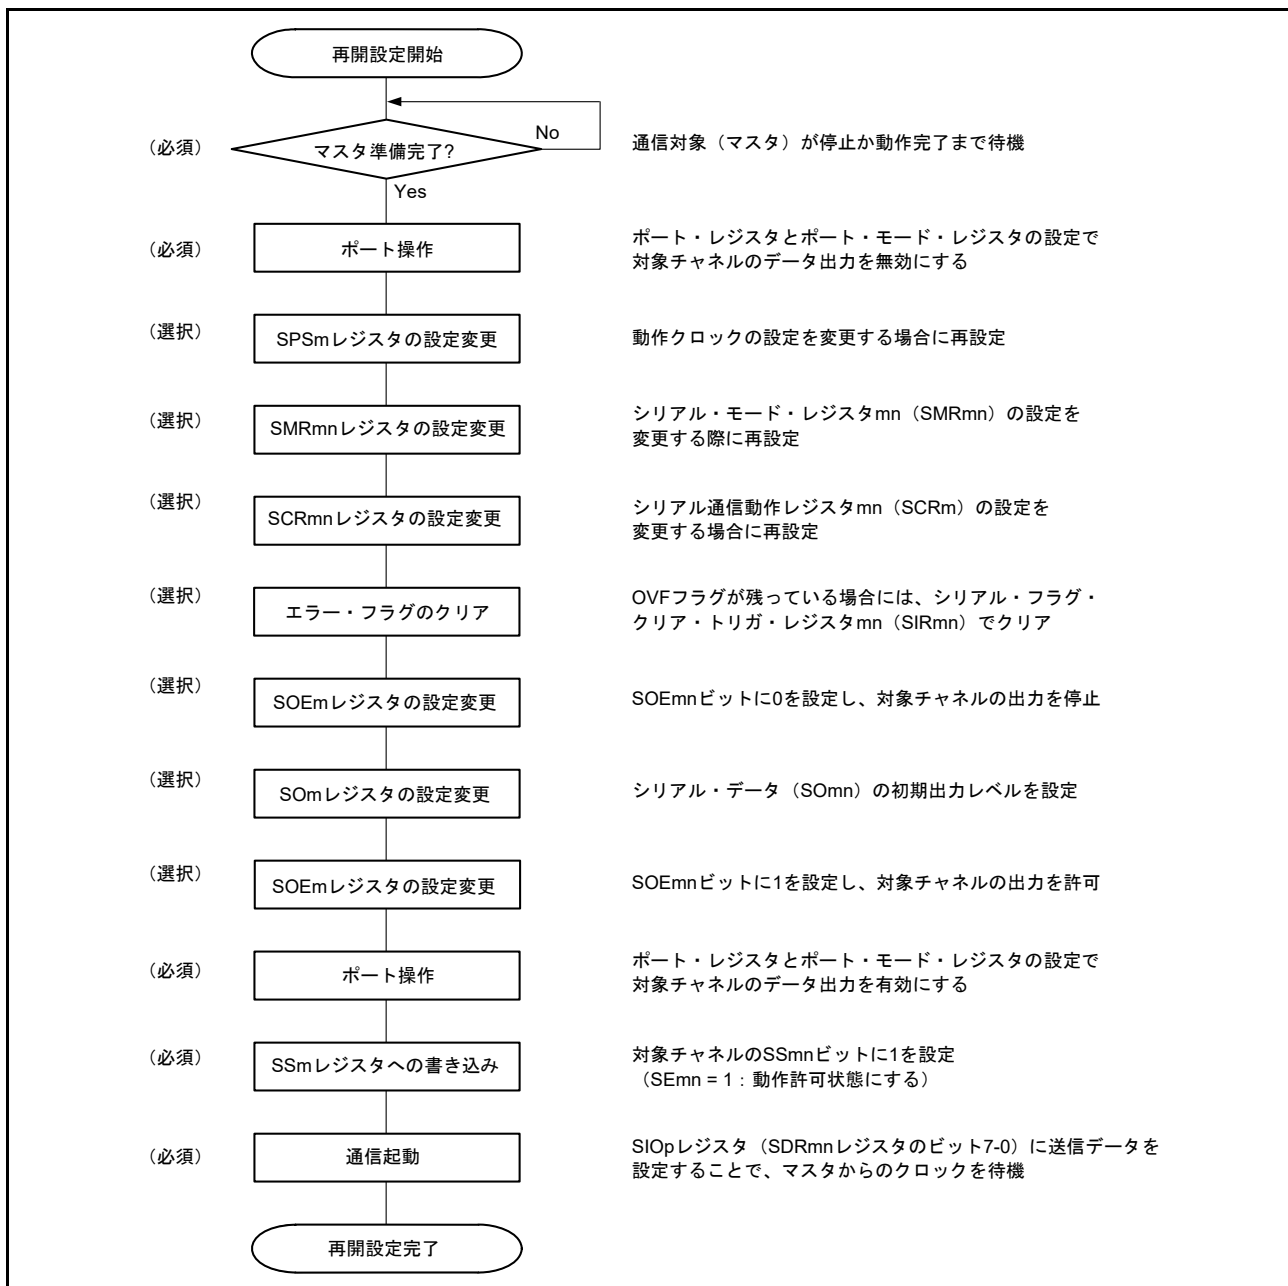 再開設定開始
No
(必須)
マスタ準備完了?
通信対象(マスタ)が停止か動作完了まで待機
Yes
(必須)
ポート操作
ポート・レジスタとポート・モード・レジスタの設定で
対象チャネルのデータ出力を無効にする
(選択)
SPSmレジスタの設定変更
動作クロックの設定を変更する場合に再設定
(選択)
SMRmnレジスタの設定変更
シリアル・モード・レジスタmn(SMRmn)の設定を
変更する際に再設定
(選択)
SCRmnレジスタの設定変更
シリアル通信動作レジスタmn(SCRm)の設定を
変更する場合に再設定
(選択)
エラー・フラグのクリア
OVFフラグが残っている場合には、シリアル・フラグ・
クリア・トリガ・レジスタmn(SIRmn)でクリア
(選択)
SOEmレジスタの設定変更
SOEmnビットに0を設定し、対象チャネルの出力を停止
(選択)
SOmレジスタの設定変更
シリアル・データ(SOmn)の初期出力レベルを設定
(選択)
SOEmレジスタの設定変更
SOEmnビットに1を設定し、対象チャネルの出力を許可
(必須)
ポート操作
ポート・レジスタとポート・モード・レジスタの設定で
対象チャネルのデータ出力を有効にする
(必須)
SSmレジスタへの書き込み
対象チャネルのSSmnビットに1を設定
(SEmn = 1:動作許可状態にする)
(必須)
通信起動
SIOpレジスタ(SDRmnレジスタのビット7-0)に送信データを
設定することで、マスタからのクロックを待機
再開設定完了